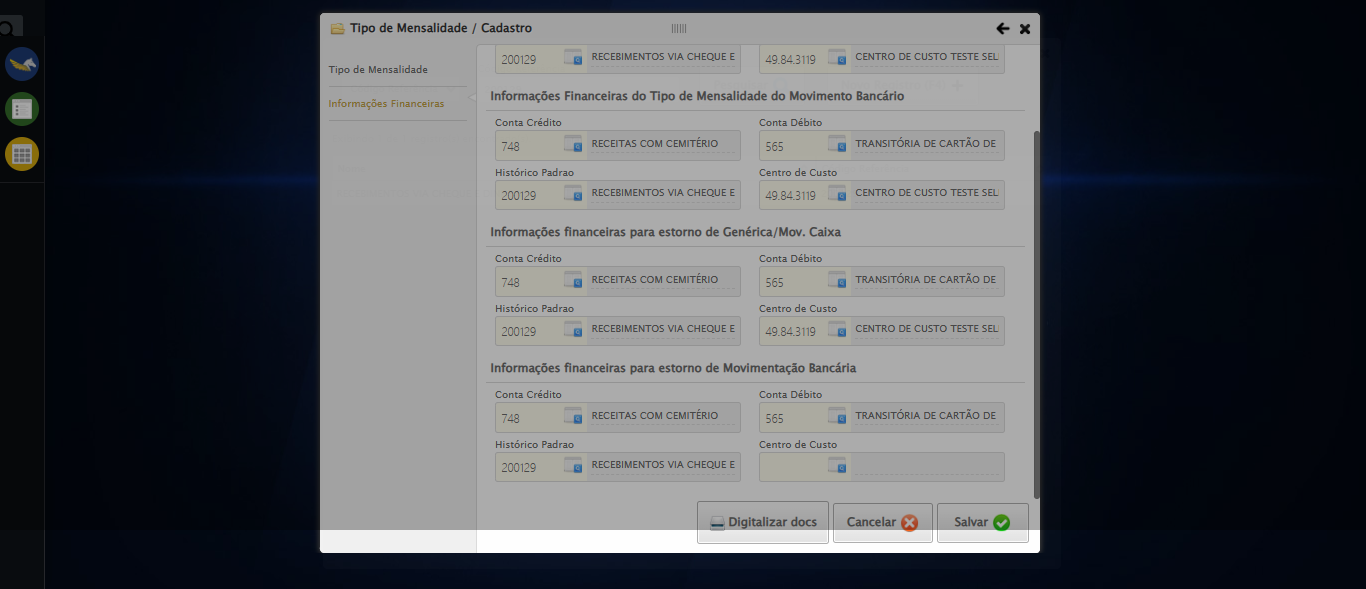 Tipo de Mensalidade / Cadastro
Tipo de Mensalidade
Informações Financeiras
200129 RECEBIMENTOS VIA CHEQUE E 49.84.3119 CENTRO DE CUSTO TESTE SEL
Informações Financeiras do Tipo de Mensalidade do Movimento Bancário
Conta Crédito Conta Débito
748 RECEITAS COM CEMITÉRIO 565 TRANSITÓRIA DE CARTÃO DE
Histórico Padrao Centro de Custo
200129 RECEBIMENTOS VIA CHEQUE E 49.84.3119 CENTRO DE CUSTO TESTE SEL
Informações financeiras para estorno de Genérica/Mov. Caixa
Conta Crédito Conta Débito
748 RECEITAS COM CEMITÉRIO 565 TRANSITÓRIA DE CARTÃO DE
Histórico Padrao Centro de Custo
200129 RECEBIMENTOS VIA CHEQUE E 49.84.3119 CENTRO DE CUSTO TESTE SEL
Informações financeiras para estorno de Movimentação Bancária
Conta Crédito Conta Débito
748 RECEITAS COM CEMITÉRIO 565 TRANSITÓRIA DE CARTÃO DE
Histórico Padrao Centro de Custo
200129 RECEBIMENTOS VIA CHEQUE E
Digitalizar docs Cancelar Salvar